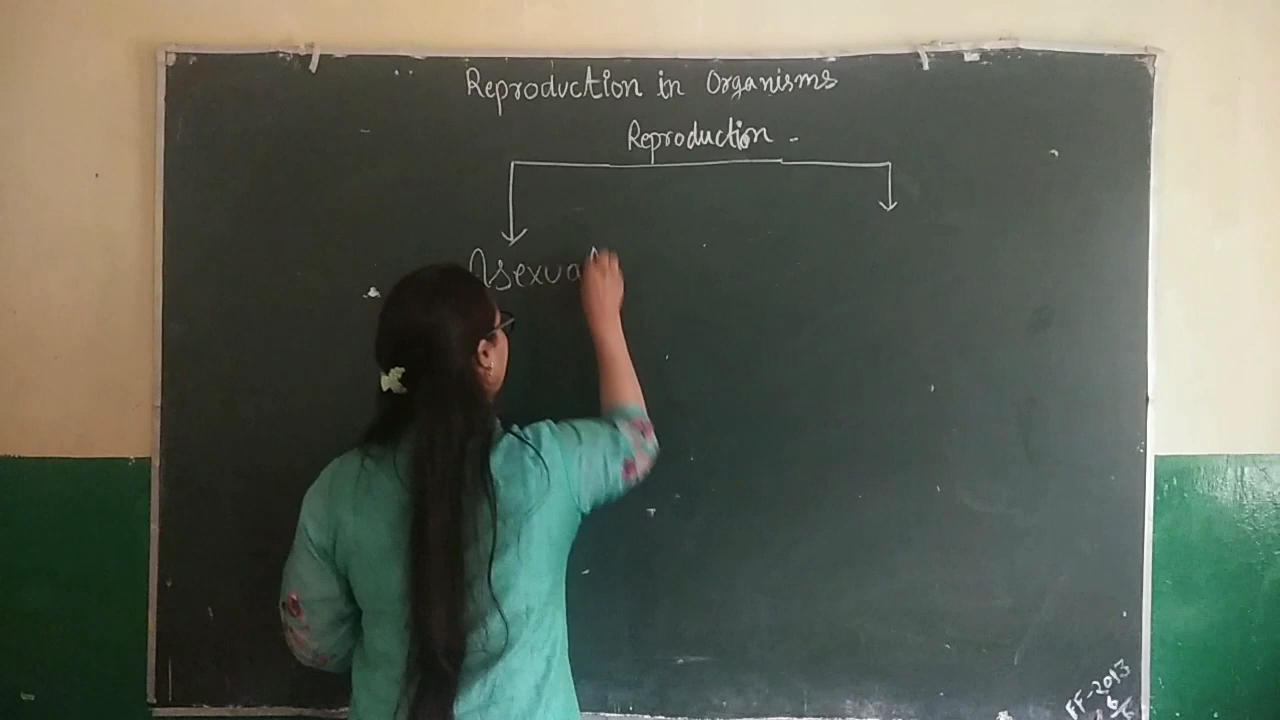 Reproduction in Organisms
Reproduction -
Asexual
FF-2013